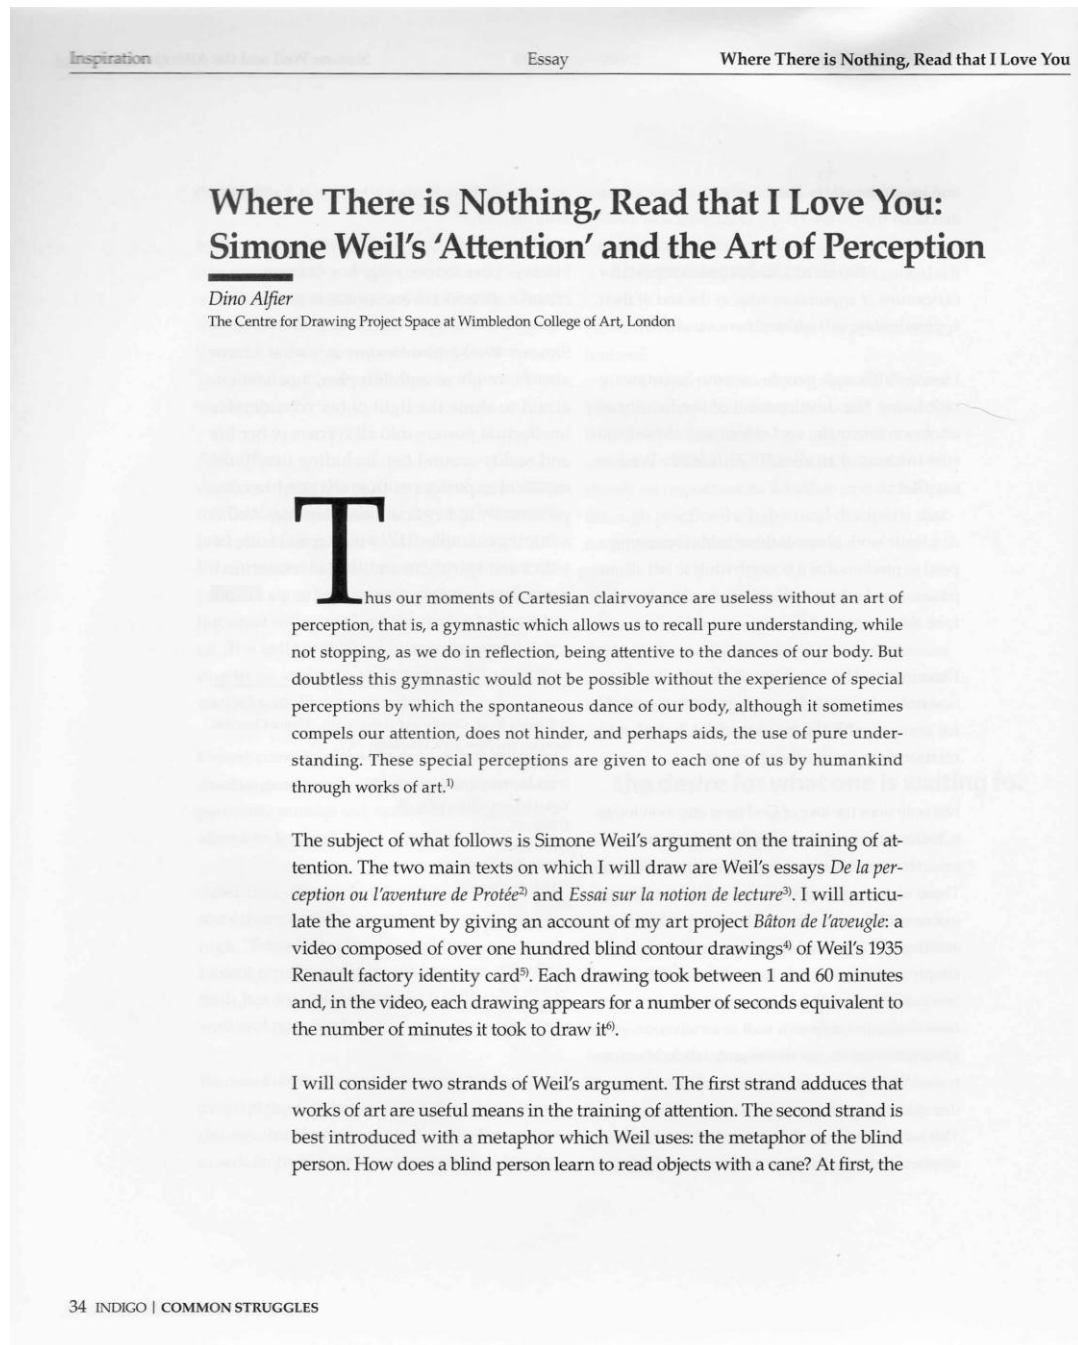 Inspiration Essay Where There is Nothing, Read that I Love You
Where There is Nothing, Read that I Love You:
Simone Weil's 'Attention' and the Art of Perception
Dino Alfier
The Centre for Drawing Project Space at Wimbledon College of Art, London
Thus our moments of Cartesian clairvoyance are useless without an art of
perception, that is, a gymnastic which allows us to recall pure understanding, while
not stopping, as we do in reflection, being attentive to the dances of our body. But
doubtless this gymnastic would not be possible without the experience of special
perceptions by which the spontaneous dance of our body, although it sometimes
compels our attention, does not hinder, and perhaps aids, the use of pure under-
standing. These special perceptions are given to each one of us by humankind
through works of art.1)
The subject of what follows is Simone Weil's argument on the training of at-
tention. The two main texts on which I will draw are Weil's essays De la per-
ception ou l'aventure de Protée2) and Essai sur la notion de lecture3). I will articu-
late the argument by giving an account of my art project Bâton de l'aveugle: a
video composed of over one hundred blind contour drawings4) of Weil's 1935
Renault factory identity card5). Each drawing took between 1 and 60 minutes
and, in the video, each drawing appears for a number of seconds equivalent to
the number of minutes it took to draw it6).
I will consider two strands of Weil's argument. The first strand adduces that
works of art are useful means in the training of attention. The second strand is
best introduced with a metaphor which Weil uses: the metaphor of the blind
person. How does a blind person learn to read objects with a cane? At first, the
34 INDIGO | COMMON STRUGGLES